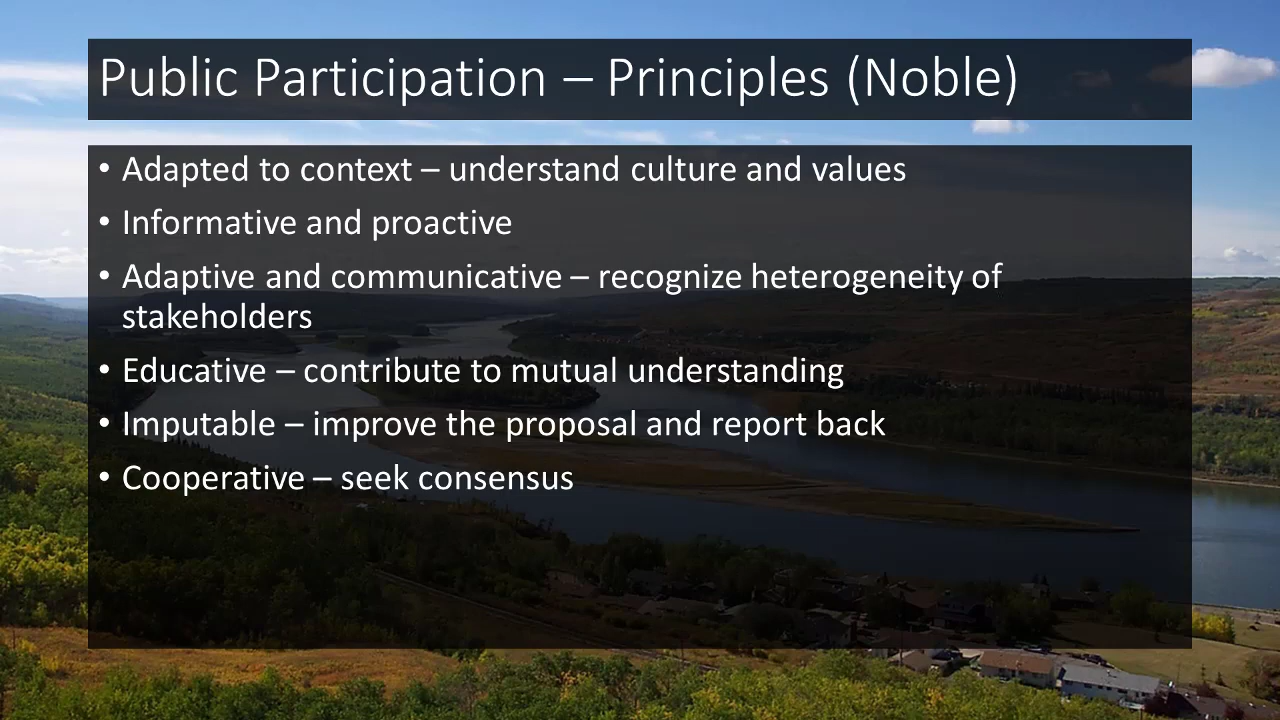 Public Participation – Principles (Noble)
• Adapted to context – understand culture and values
• Informative and proactive
• Adaptive and communicative – recognize heterogeneity of
stakeholders
• Educative – contribute to mutual understanding
• Imputable – improve the proposal and report back
• Cooperative – seek consensus